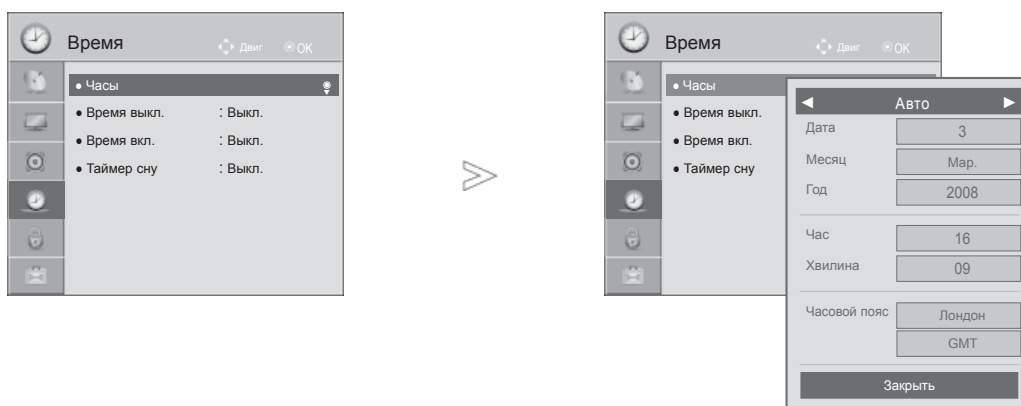 Время Двиг OK
● Часы
● Время выкл. : Выкл.
● Время вкл. : Выкл.
● Таймер сну : Выкл.
Время Двиг OK
● Часы
● Время выкл.
● Время вкл.
● Таймер сну
◀ Авто ▶
Дата 3
Месяц Мар.
Год 2008
Час 16
Хвилина 09
Часовой пояс Лондон
GMT
Закрыть